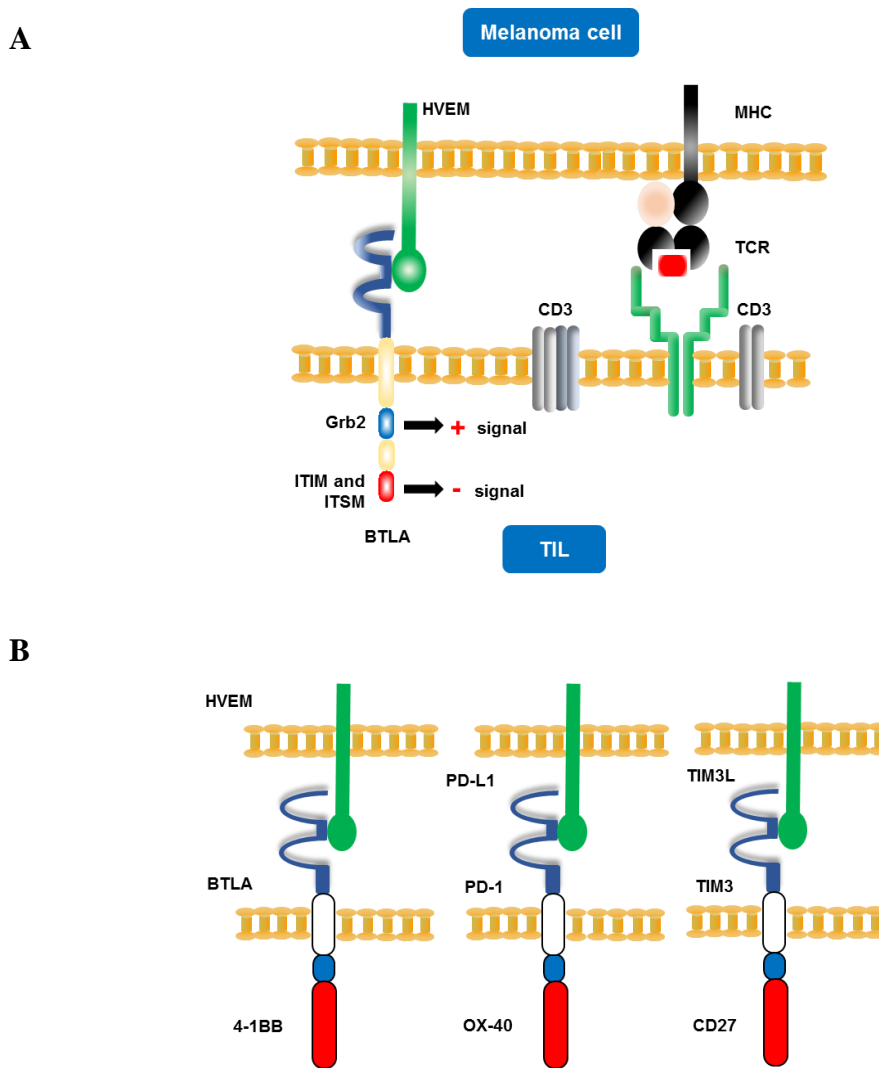 A
Melanoma cell
HVEM
MHC
TCR
CD3
CD3
Grb2
+ signal
ITIM and
ITSM
- signal
BTLA
TIL
B
HVEM
PD-L1
TIM3L
BTLA
PD-1
TIM3
4-1BB
OX-40
CD27